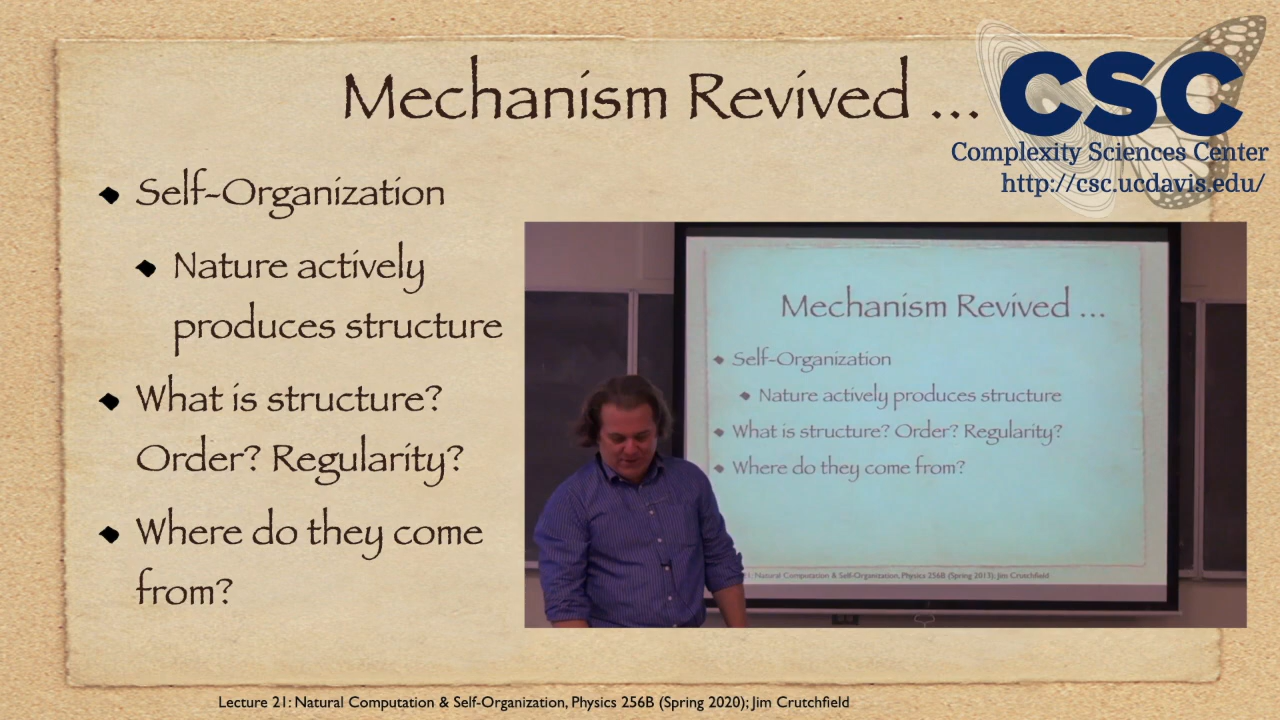 Mechanism Revived ...
CSC
Complexity Sciences Center
http://csc.ucdavis.edu/
Self-Organization
Nature actively
produces structure
What is structure?
Order? Regularity?
Where do they come
from?
Mechanism Revived ...
Self-Organization
Nature actively produces structure
What is structure? Order? Regularity?
Where do they come from?
1: Natural Computation & Self-Organization, Physics 256B (Spring 2013); Jim Crutchfield
Lecture 21: Natural Computation & Self-Organization, Physics 256B (Spring 2020); Jim Crutchfield